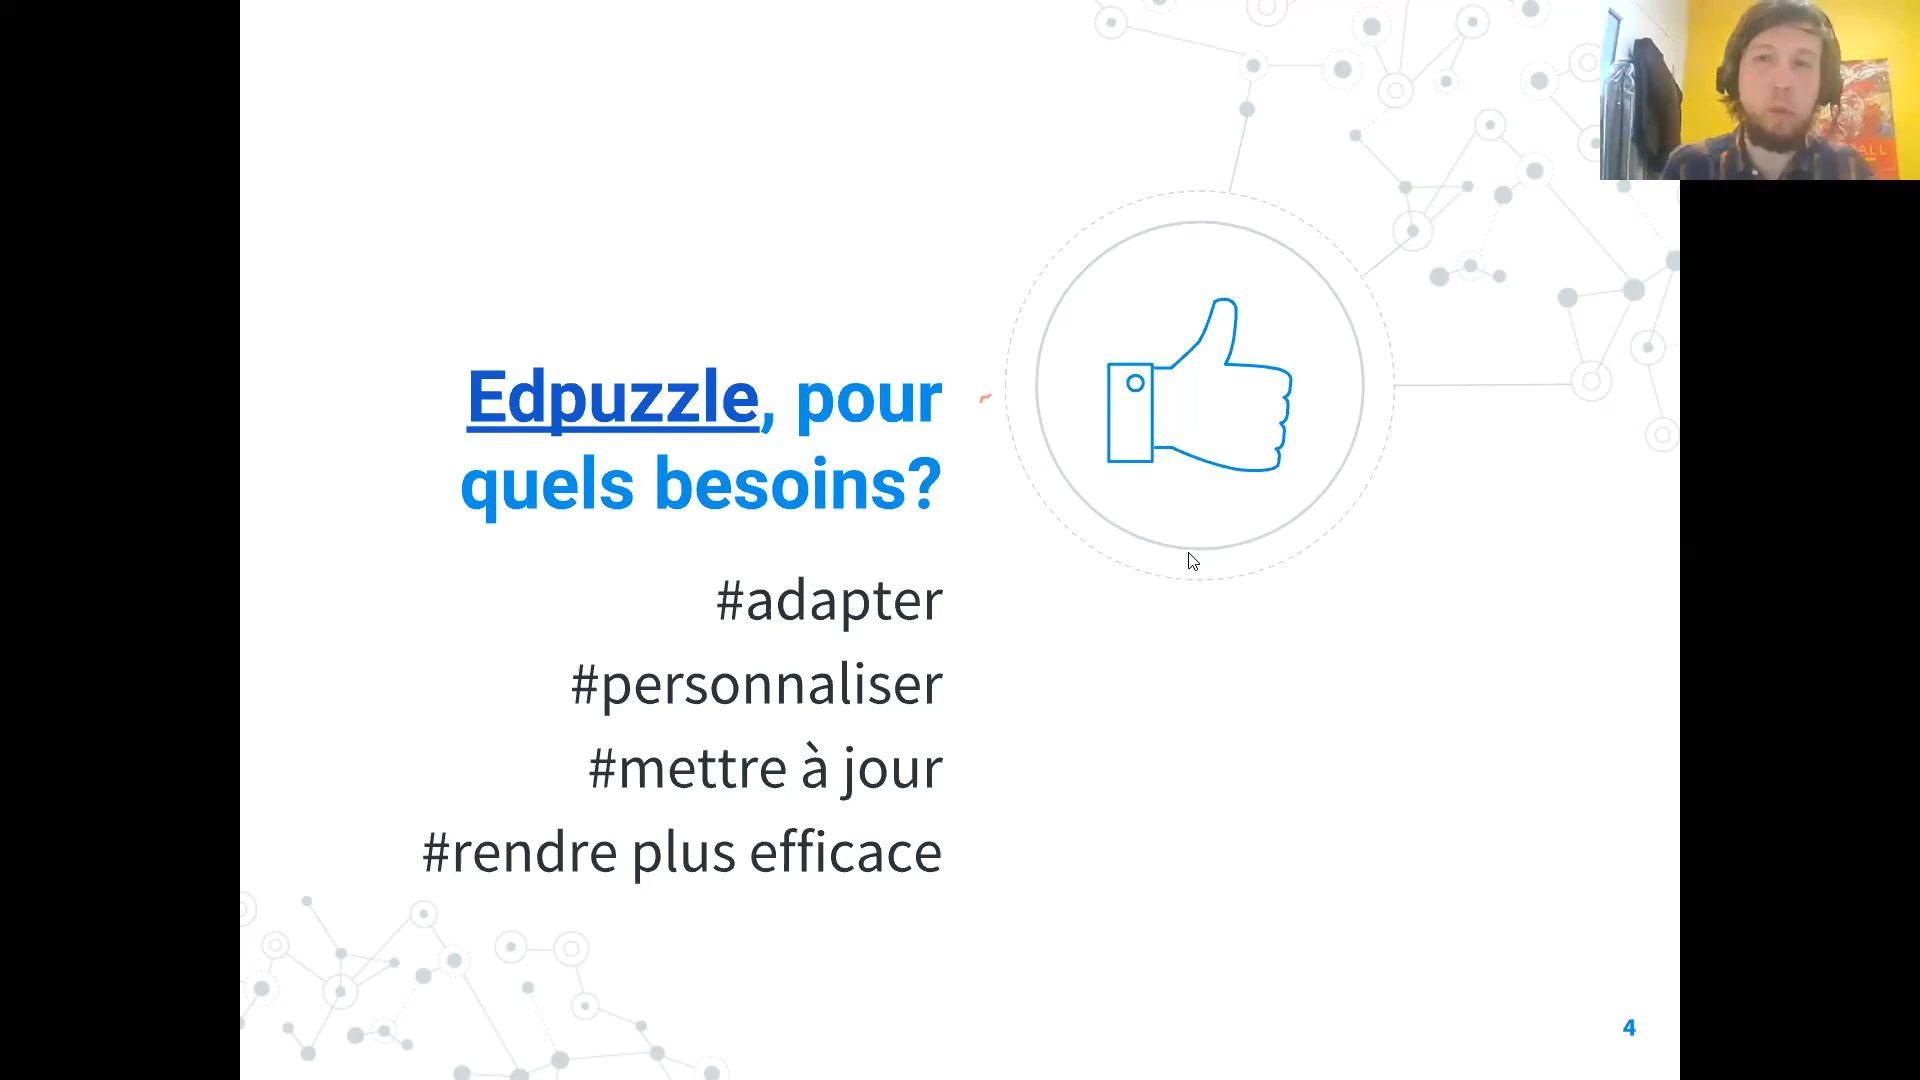 Edpuzzle, pour
quels besoins?
#adapter
#personnaliser
#mettre à jour
#rendre plus efficace
4